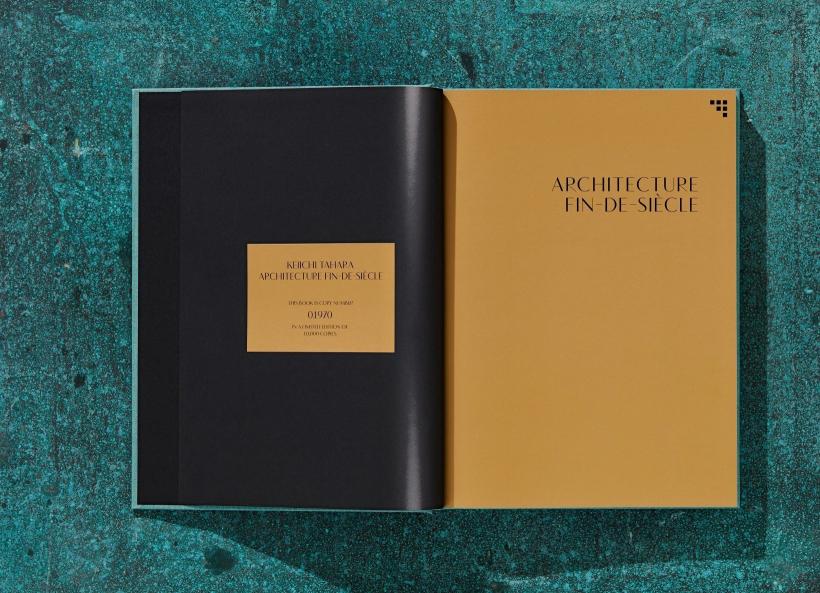 KEIICHI TAHARA
ARCHITECTURE FIN-DE-SIÈCLE
THIS BOOK IS COPY NUMBER
01970
IN A LIMITED EDITION OF
10,000 COPIES.
ARCHITECTURE
FIN-DE-SIÈCLE